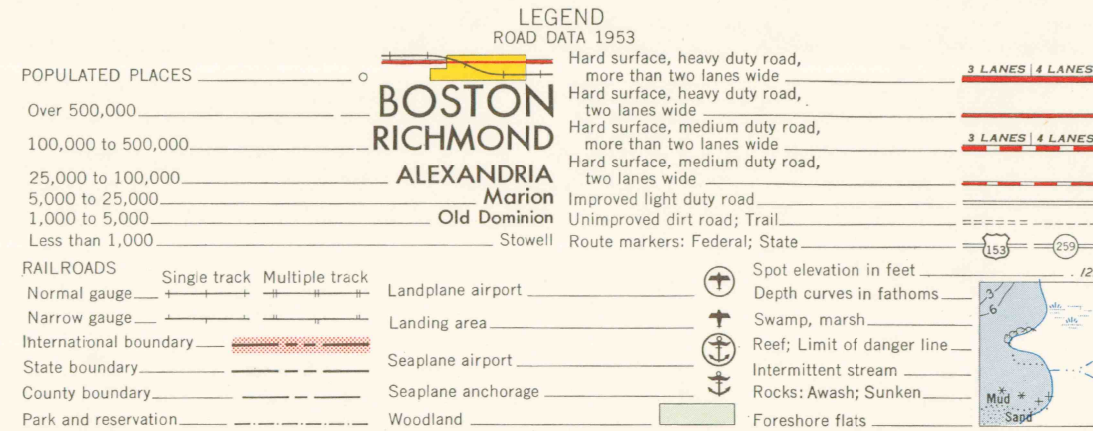 LEGEND
ROAD DATA 1953
POPULATED PLACES
Over 500,000 BOSTON
100,000 to 500,000 RICHMOND
25,000 to 100,000 ALEXANDRIA
5,000 to 25,000 Marion
1,000 to 5,000 Old Dominion
Less than 1,000 Stowell
Hard surface, heavy duty road,
more than two lanes wide 3 LANES | 4 LANES
Hard surface, heavy duty road,
two lanes wide
Hard surface, medium duty road,
more than two lanes wide 3 LANES | 4 LANES
Hard surface, medium duty road,
two lanes wide
Improved light duty road
Unimproved dirt road; Trail
Route markers: Federal; State 153 259
RAILROADS
Single track Multiple track
Normal gauge
Narrow gauge
International boundary
State boundary
County boundary
Park and reservation
Landplane airport
Landing area
Seaplane airport
Seaplane anchorage
Woodland
Spot elevation in feet
Depth curves in fathoms 3
6
Swamp, marsh
Reef; Limit of danger line
Intermittent stream
Rocks: Awash; Sunken
Mud
Foreshore flats
Sand